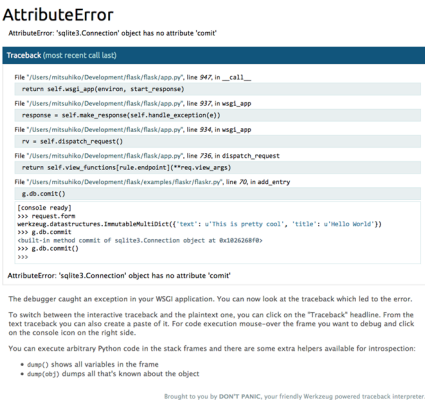 AttributeError
AttributeError: 'sqlite3.Connection' object has no attribute 'comit'
Traceback (most recent call last)
File "/Users/mitsuhiko/Development/flask/flask/app.py", line 947, in __call__
return self.wsgi_app(environ, start_response)
File "/Users/mitsuhiko/Development/flask/flask/app.py", line 937, in wsgi_app
response = self.make_response(self.handle_exception(e))
File "/Users/mitsuhiko/Development/flask/flask/app.py", line 934, in wsgi_app
rv = self.dispatch_request()
File "/Users/mitsuhiko/Development/flask/flask/app.py", line 736, in dispatch_request
return self.view_functions[rule.endpoint](**req.view_args)
File "/Users/mitsuhiko/Development/flask/examples/flaskr/flaskr.py", line 70, in add_entry
g.db.comit()
[console ready]
>>> request.form
werkzeug.datastructures.ImmutableMultiDict({'text': u'This is pretty cool', 'title': u'Hello World'})
>>> g.db.commit
<built-in method commit of sqlite3.Connection object at 0x1026268f0>
>>> g.db.commit()
>>>
AttributeError: 'sqlite3.Connection' object has no attribute 'comit'
The debugger caught an exception in your WSGI application. You can now look at the traceback which led to the error.
To switch between the interactive traceback and the plaintext one, you can click on the "Traceback" headline. From the
text traceback you can also create a paste of it. For code execution mouse-over the frame you want to debug and click
on the console icon on the right side.
You can execute arbitrary Python code in the stack frames and there are some extra helpers available for introspection:
• dump() shows all variables in the frame
• dump(obj) dumps all that's known about the object
Brought to you by DON'T PANIC, your friendly Werkzeug powered traceback interpreter.